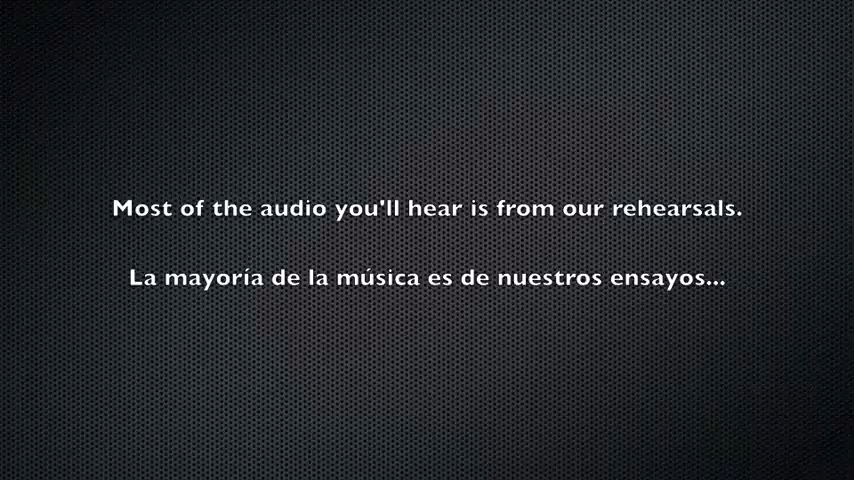 Most of the audio you'll hear is from our rehearsals.
La mayoría de la música es de nuestros ensayos...